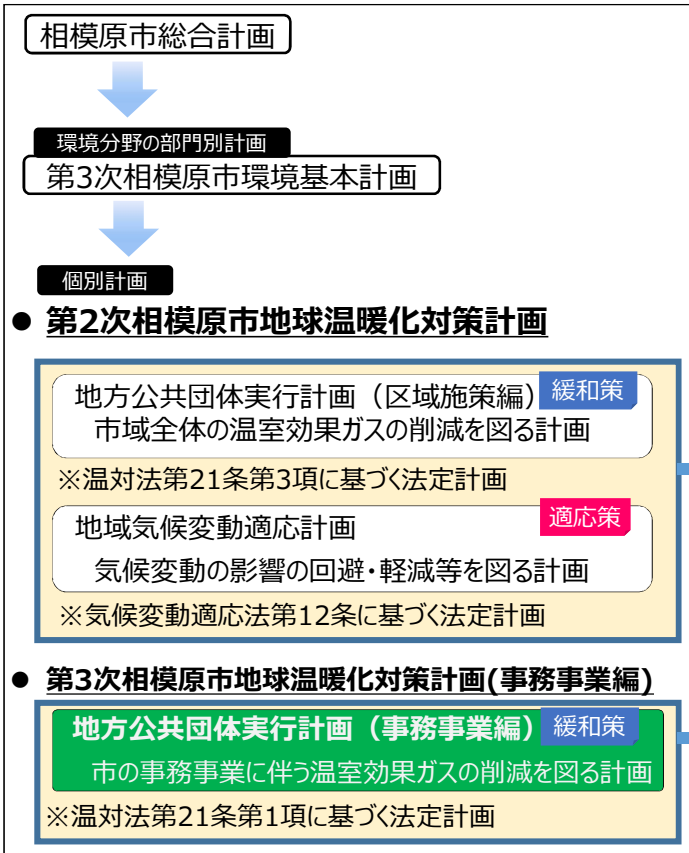 相模原市総合計画
環境分野の部門別計画
第3次相模原市環境基本計画
個別計画
● 第2次相模原市地球温暖化対策計画
地方公共団体実行計画（区域施策編） 緩和策
市域全体の温室効果ガスの削減を図る計画
※温対法第21条第3項に基づく法定計画
地域気候変動適応計画 適応策
気候変動の影響の回避・軽減等を図る計画
※気候変動適応法第12条に基づく法定計画
● 第3次相模原市地球温暖化対策計画(事務事業編)
地方公共団体実行計画（事務事業編） 緩和策
市の事務事業に伴う温室効果ガスの削減を図る計画
※温対法第21条第1項に基づく法定計画